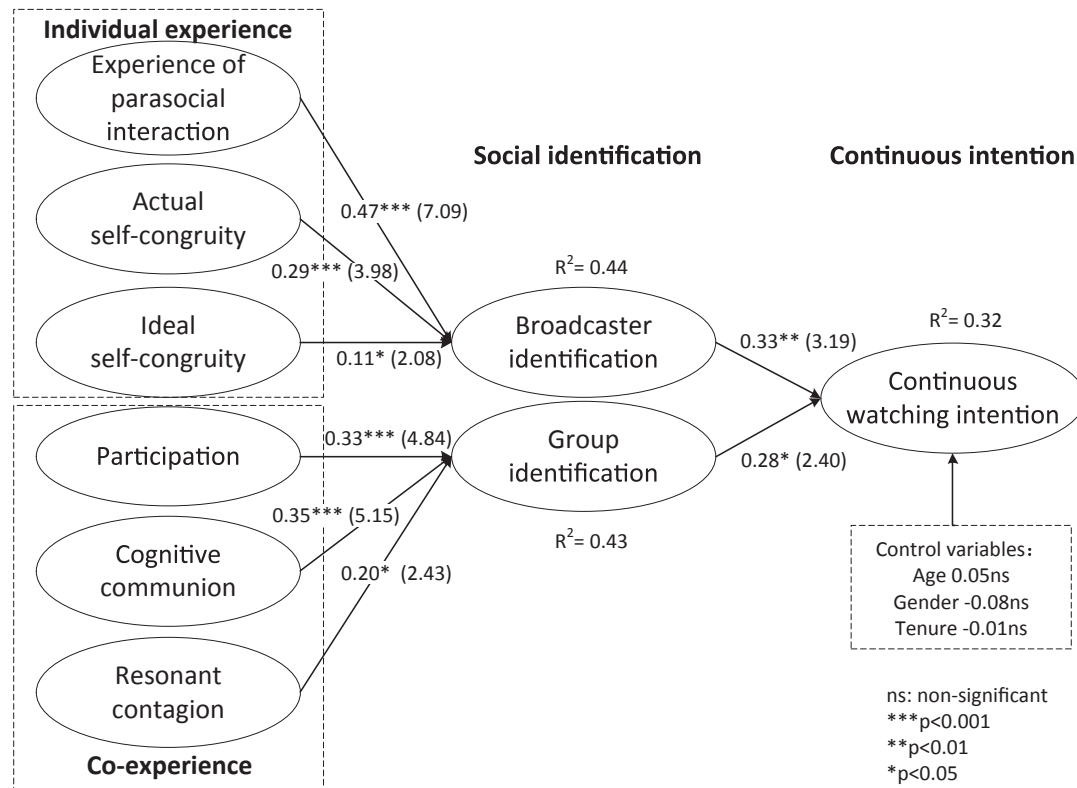 Individual experience
Experience of
parasocial
interaction
Actual
self-congruity
Ideal
self-congruity
Participation
Cognitive
communion
Resonant
contagion
Co-experience
0.47*** (7.09)
0.29*** (3.98)
0.11* (2.08)
0.33*** (4.84)
0.35*** (5.15)
0.20* (2.43)
Social identification
R²= 0.44
Broadcaster
identification
Group
identification
R²= 0.43
0.33** (3.19)
0.28* (2.40)
Continuous intention
R²= 0.32
Continuous
watching intention
Control variables：
Age 0.05ns
Gender -0.08ns
Tenure -0.01ns
ns: non-significant
***p<0.001
**p<0.01
*p<0.05